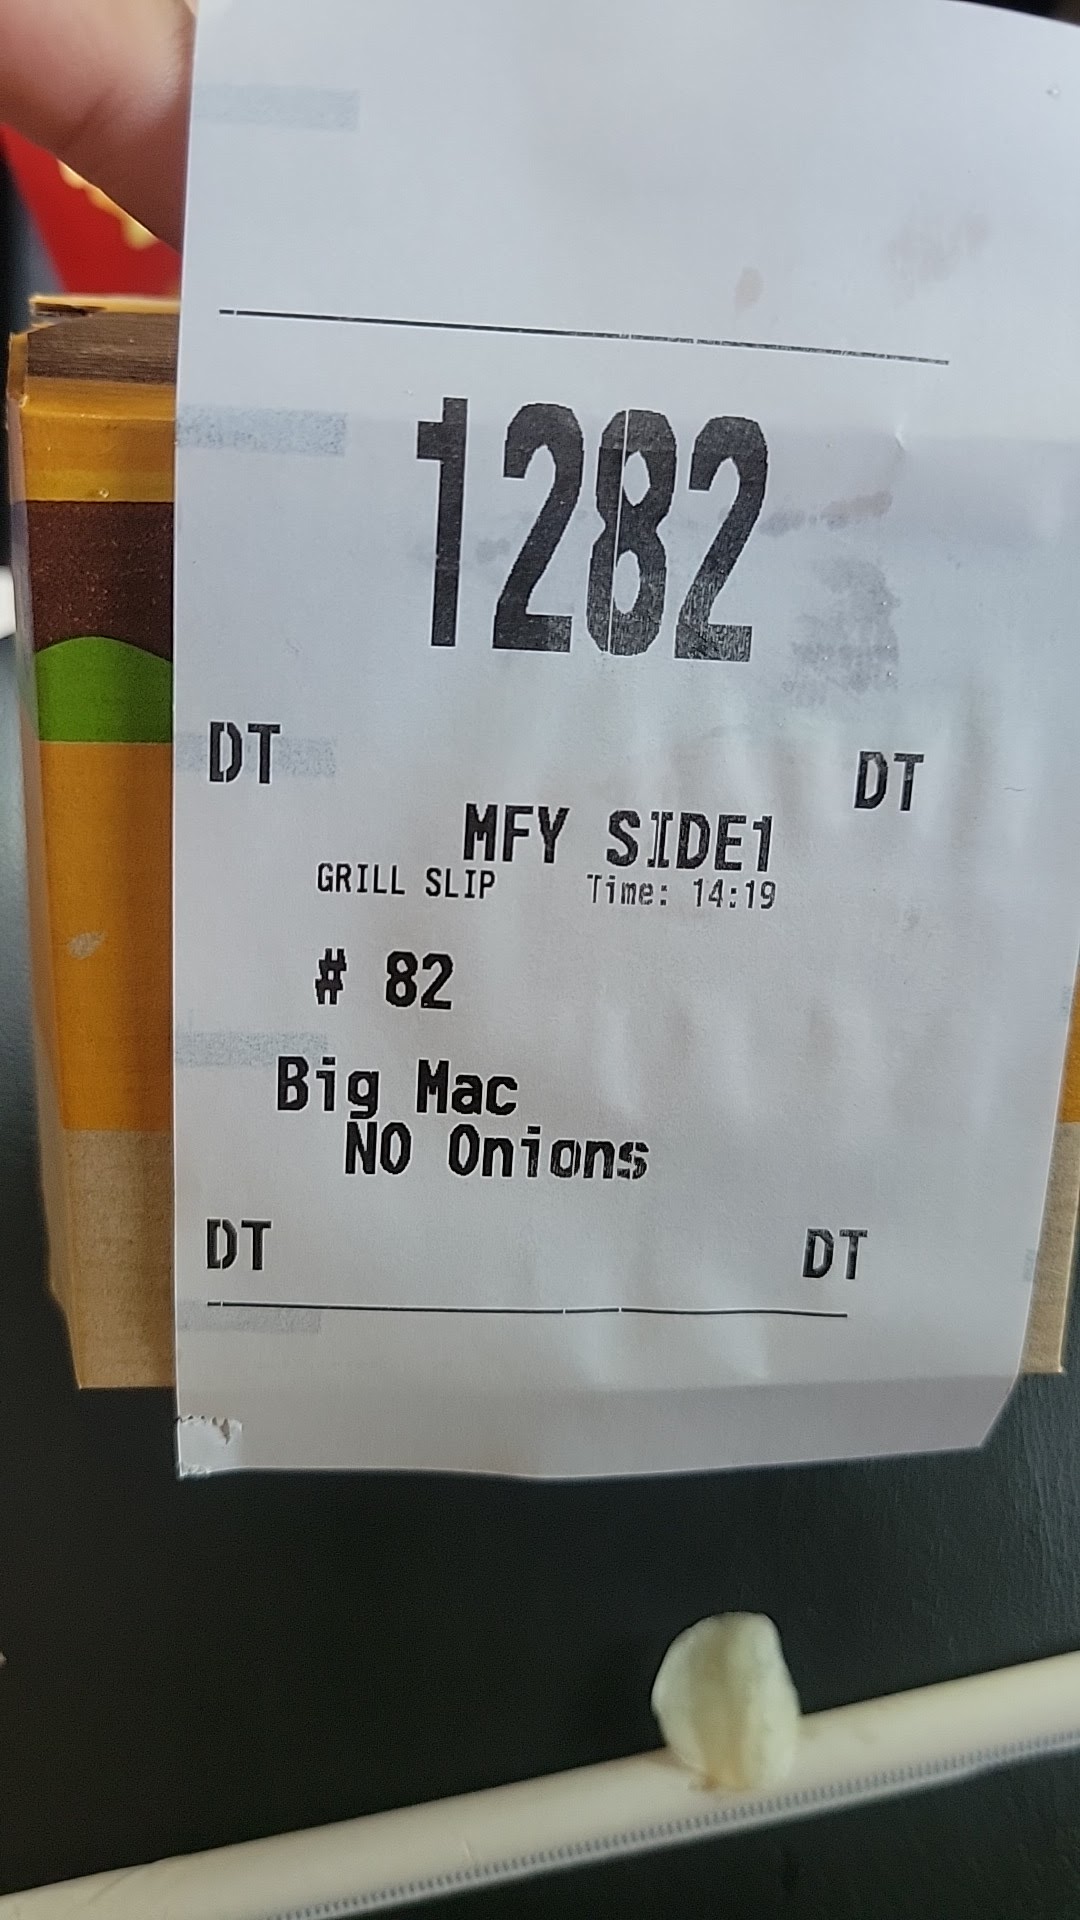 1282
DT DT
MFY SIDE1
GRILL SLIP Time: 14:19
# 82
Big Mac
NO Onions
DT DT